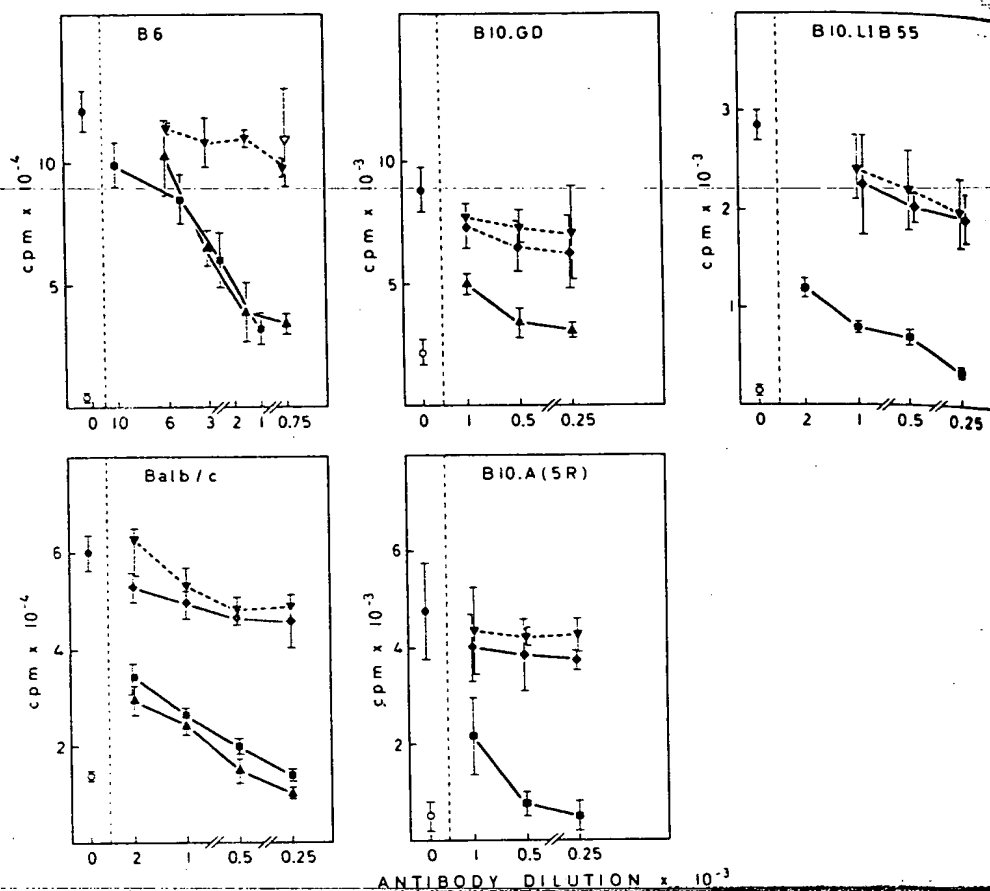 B6
cpm x 10⁻⁴
10
5
0 10 6 3 2 1 0.75
B10.GD
cpm x 10⁻³
10
5
0 1 0.5 0.25
B10.LIB55
cpm x 10⁻³
3
2
1
0 2 1 0.5 0.25
Balb/c
cpm x 10⁻⁴
6
4
2
0 2 1 0.5 0.25
B10.A(5R)
cpm x 10⁻³
6
4
2
0 1 0.5 0.25
ANTIBODY DILUTION x 10⁻³